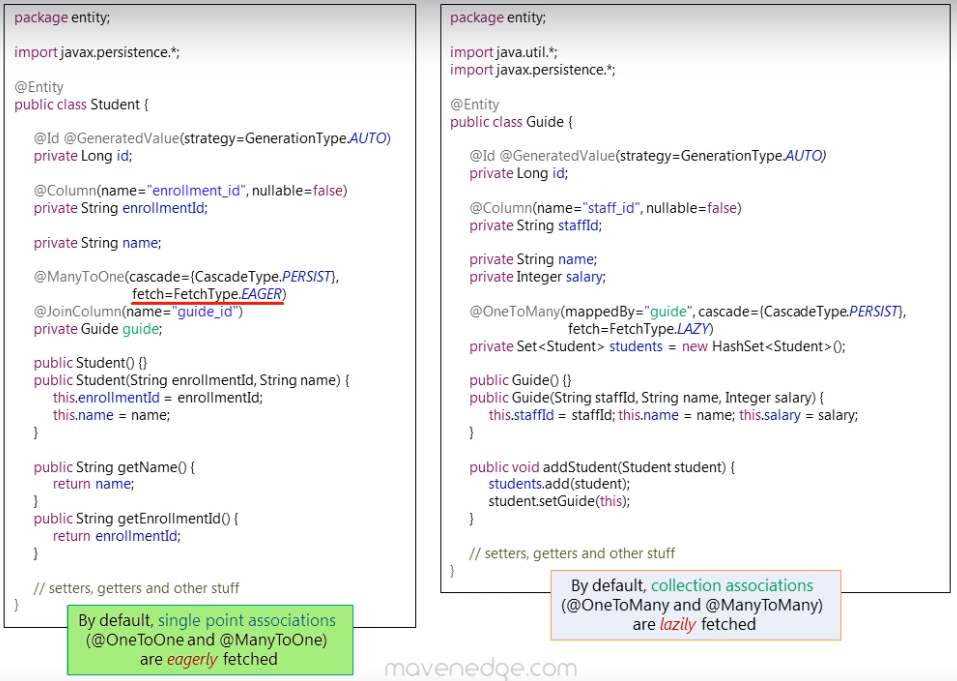 package entity;
import javax.persistence.*;
@Entity
public class Student {
@Id @GeneratedValue(strategy=GenerationType.AUTO)
private Long id;
@Column(name="enrollment_id", nullable=false)
private String enrollmentId;
private String name;
@ManyToOne(cascade={CascadeType.PERSIST},
fetch=FetchType.EAGER)
@JoinColumn(name="guide_id")
private Guide guide;
public Student() {}
public Student(String enrollmentId, String name) {
this.enrollmentId = enrollmentId;
this.name = name;
}
public String getName() {
return name;
}
public String getEnrollmentId() {
return enrollmentId;
}
// setters, getters and other stuff
}
By default, single point associations
(@OneToOne and @ManyToOne)
are eagerly fetched
package entity;
import java.util.*;
import javax.persistence.*;
@Entity
public class Guide {
@Id @GeneratedValue(strategy=GenerationType.AUTO)
private Long id;
@Column(name="staff_id", nullable=false)
private String staffId;
private String name;
private Integer salary;
@OneToMany(mappedBy="guide", cascade={CascadeType.PERSIST},
fetch=FetchType.LAZY)
private Set<Student> students = new HashSet<Student>();
public Guide() {}
public Guide(String staffId, String name, Integer salary) {
this.staffId = staffId; this.name = name; this.salary = salary;
}
public void addStudent(Student student) {
students.add(student);
student.setGuide(this);
}
// setters, getters and other stuff
}
By default, collection associations
(@OneToMany and @ManyToMany)
are lazily fetched
mavenedge.com